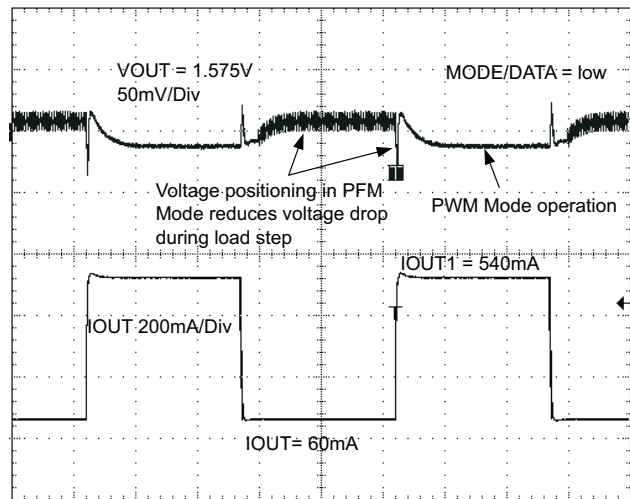 VOUT = 1.575V
50mV/Div
MODE/DATA = low
Voltage positioning in PFM
Mode reduces voltage drop
during load step
PWM Mode operation
IOUT1 = 540mA
IOUT 200mA/Div
IOUT= 60mA